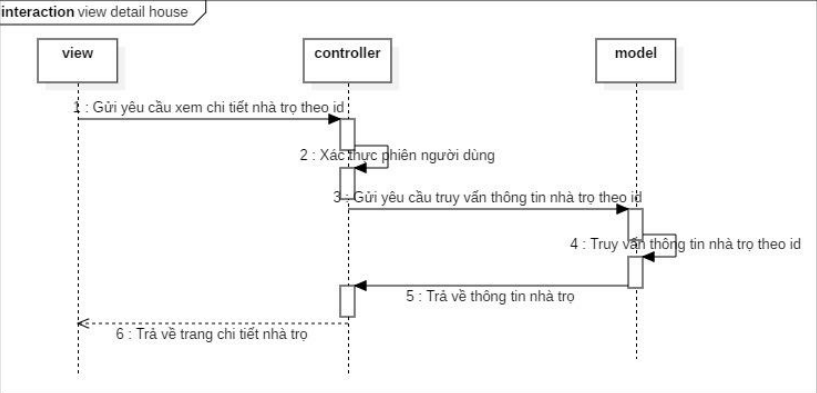 interaction view detail house
view
controller
model
1 : Gửi yêu cầu xem chi tiết nhà trọ theo id
2 : Xác thực phiên người dùng
3 : Gửi yêu cầu truy vấn thông tin nhà trọ theo id
4 : Truy vấn thông tin nhà trọ theo id
5 : Trả về thông tin nhà trọ
6 : Trả về trang chi tiết nhà trọ